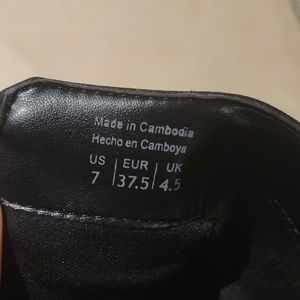 Made in Cambodia
Hecho en Camboya
US | EUR | UK
7 | 37.5 | 4.5